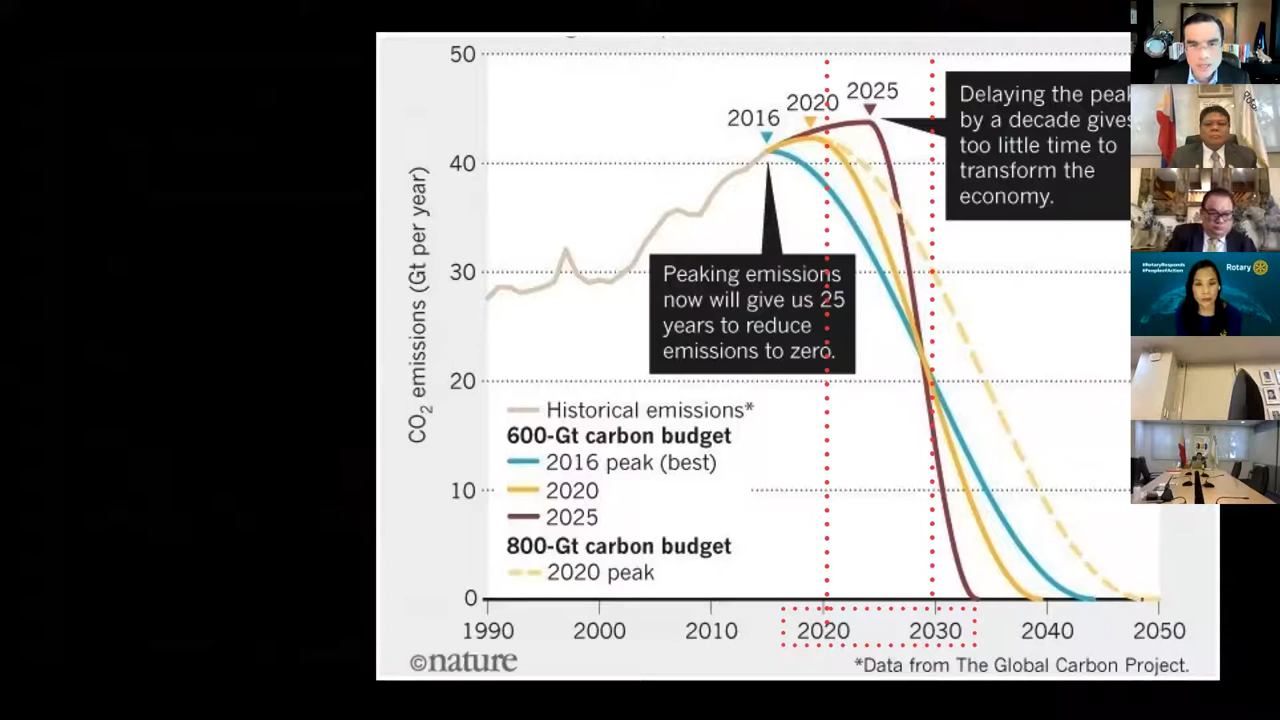 50
40
30
20
10
0
CO2 emissions (Gt per year)
2016
2020
2025
Delaying the peak
by a decade gives
too little time to
transform the
economy.
Peaking emissions
now will give us 25
years to reduce
emissions to zero.
Historical emissions*
600-Gt carbon budget
2016 peak (best)
2020
2025
800-Gt carbon budget
2020 peak
1990 2000 2010 2020 2030 2040 2050
©nature
*Data from The Global Carbon Project.
#RotaryResponds
#PeopleofAction
Rotary